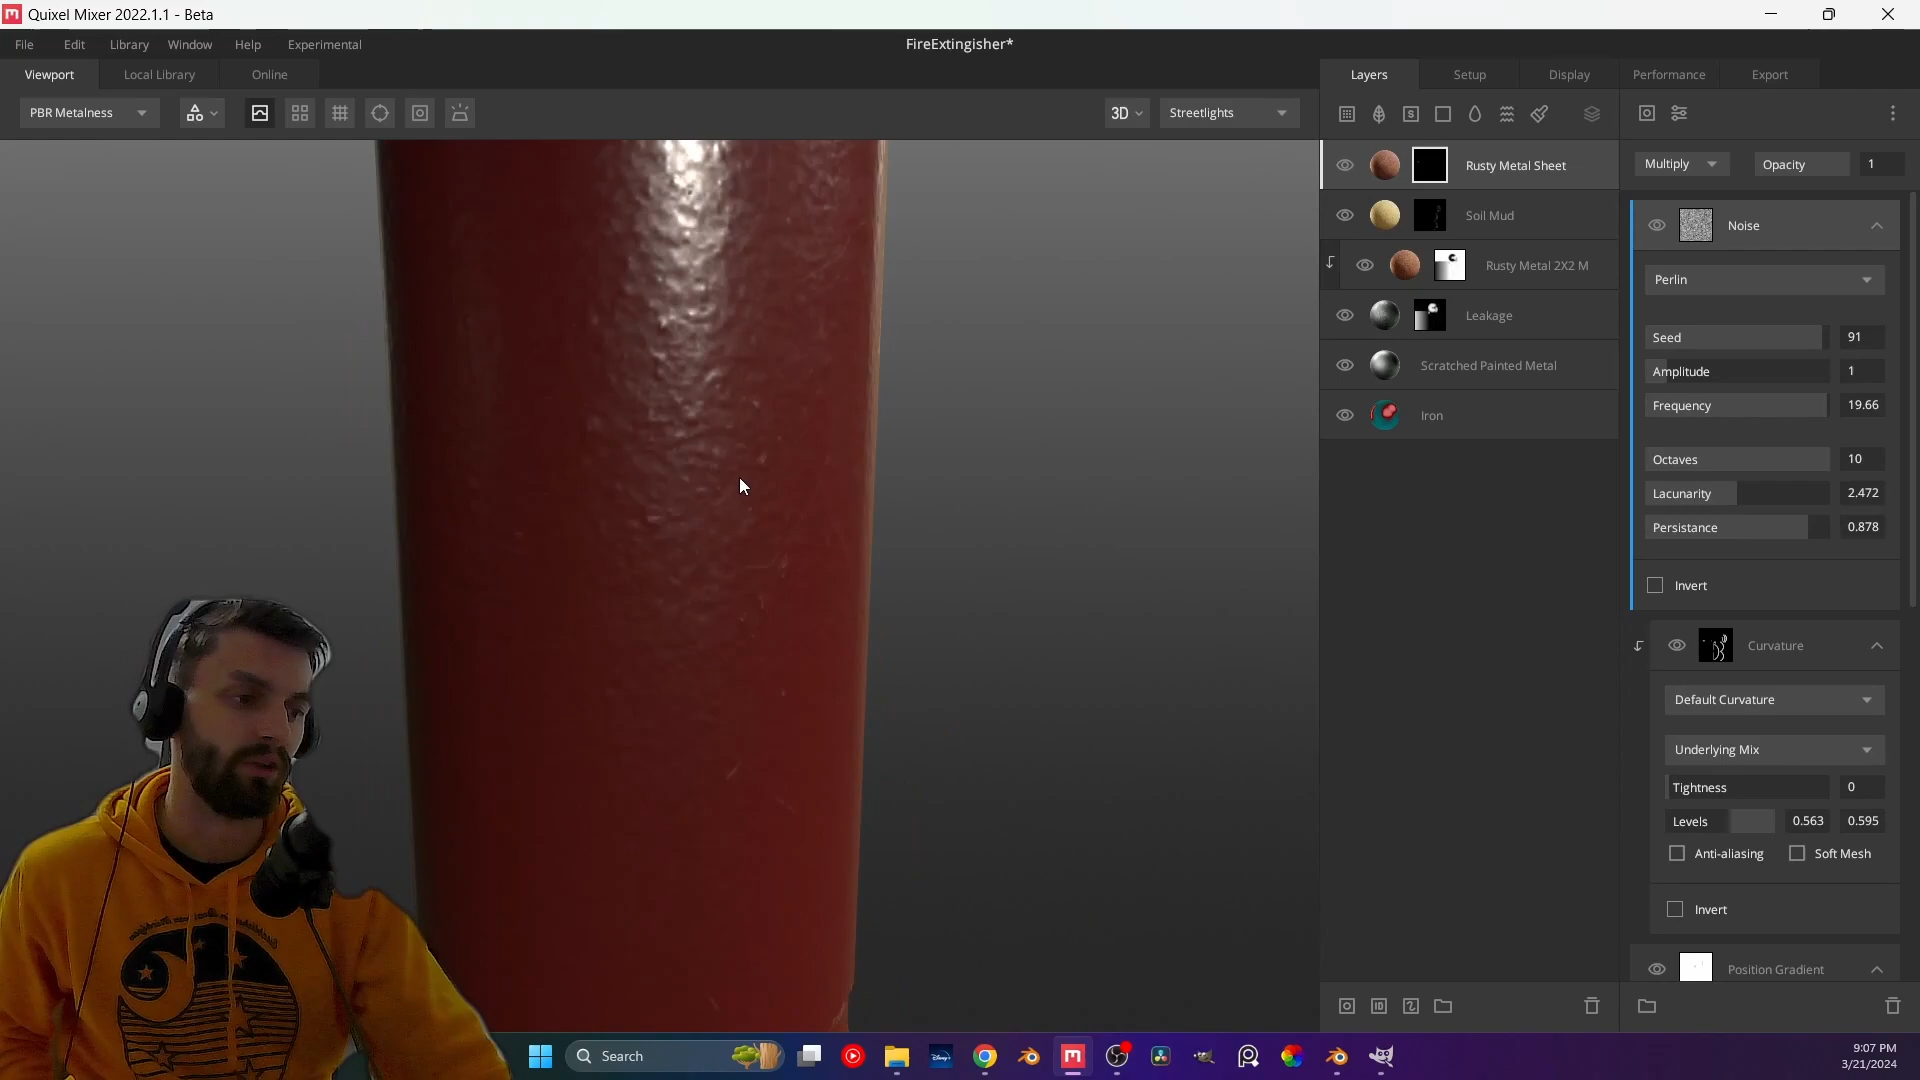 Quixel Mixer 2022.1.1 - Beta
File Edit Library Window Help Experimental
FireExtingisher*
Viewport Local Library Online
Layers Setup Display Performance Export
PBR Metalness
3D Streetlights
Multiply Opacity 1
Rusty Metal Sheet
Soil Mud
Rusty Metal 2X2 M
Leakage
Scratched Painted Metal
Iron
Noise
Perlin
Seed 91
Amplitude 1
Frequency 19.66
Octaves 10
Lacunarity 2.472
Persistance 0.878
Invert
Curvature
Default Curvature
Underlying Mix
Tightness 0
Levels 0.563 0.595
Anti-aliasing Soft Mesh
Invert
Position Gradient
Search
9:07 PM
3/21/2024